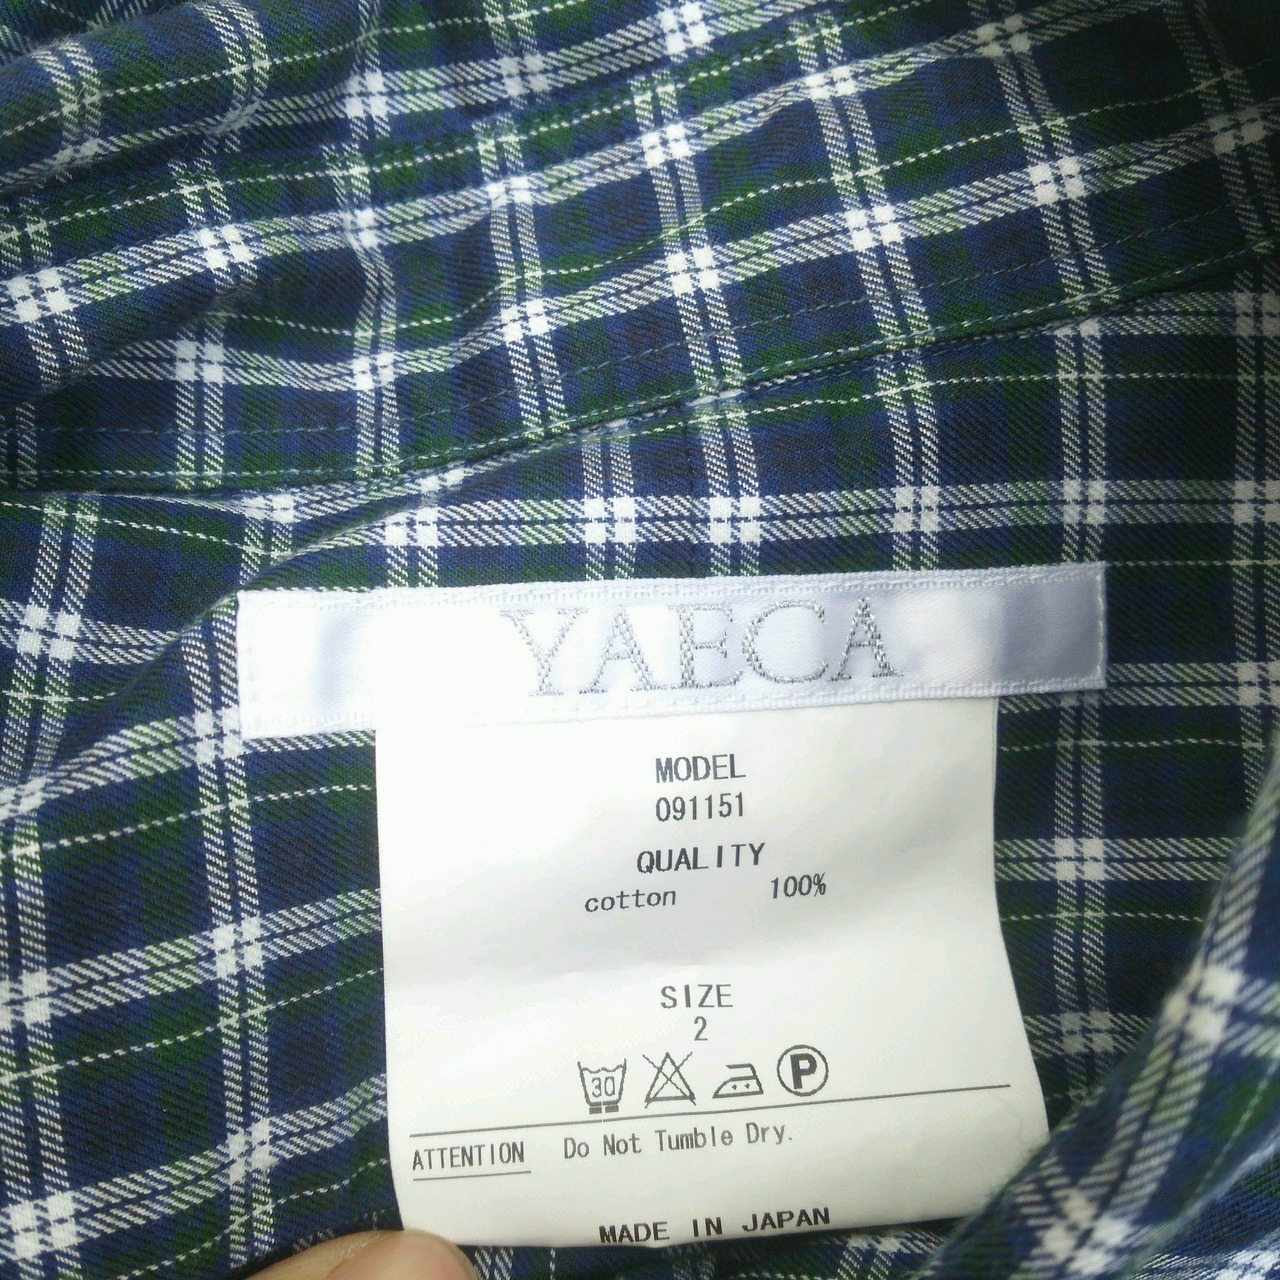 YAECA
MODEL
091151
QUALITY
cotton 100%
SIZE
2
30 P
ATTENTION Do Not Tumble Dry.
MADE IN JAPAN